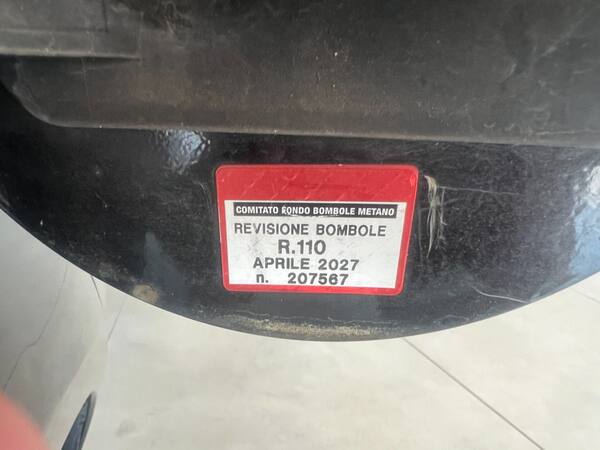 COMITATO FONDO BOMBOLE METANO
REVISIONE BOMBOLE
R.110
APRILE 2027
n. 207567